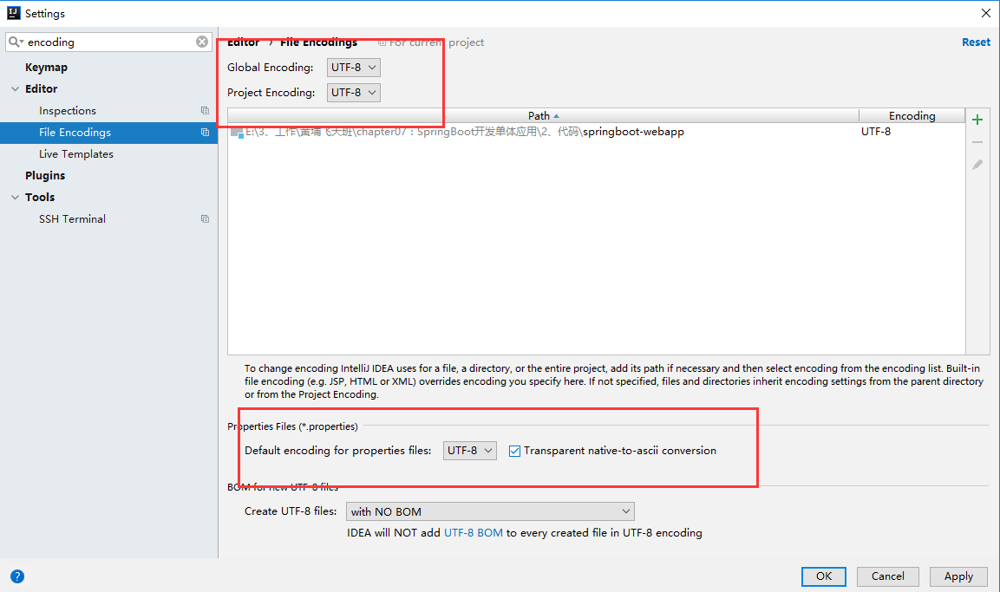 Settings
encoding
Keymap
Editor
Inspections
File Encodings
Live Templates
Plugins
Tools
SSH Terminal
Editor › File Encodings For current project Reset
Global Encoding: UTF-8
Project Encoding: UTF-8
Path Encoding
E:\3、工作\黄埔飞天班\chapter07：SpringBoot开发单体应用\2、代码\springboot-webapp UTF-8
To change encoding IntelliJ IDEA uses for a file, a directory, or the entire project, add its path if necessary and then select encoding from the encoding list. Built-in
file encoding (e.g. JSP, HTML or XML) overrides encoding you specify here. If not specified, files and directories inherit encoding settings from the parent directory
or from the Project Encoding.
Properties Files (*.properties)
Default encoding for properties files: UTF-8 Transparent native-to-ascii conversion
BOM for new UTF-8 files
Create UTF-8 files: with NO BOM
IDEA will NOT add UTF-8 BOM to every created file in UTF-8 encoding
? OK Cancel Apply